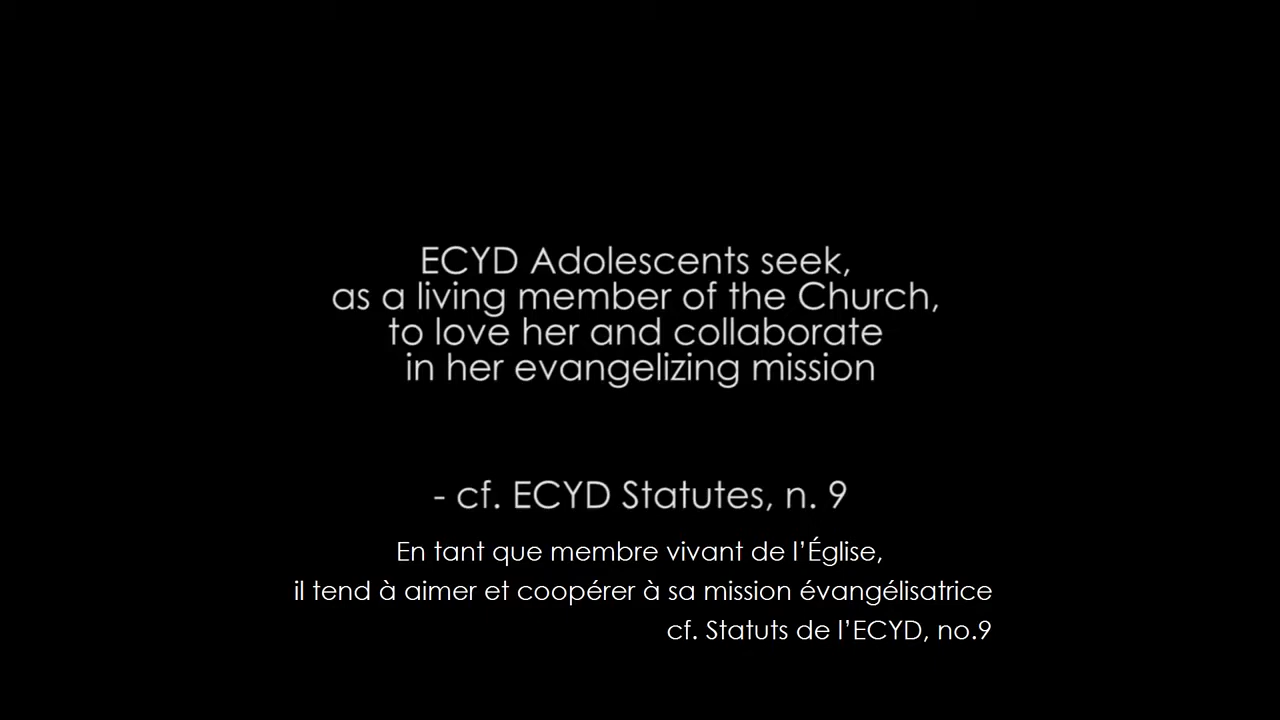 ECYD Adolescents seek,
as a living member of the Church,
to love her and collaborate
in her evangelizing mission
- cf. ECYD Statutes, n. 9
En tant que membre vivant de l’Église,
il tend à aimer et coopérer à sa mission évangélisatrice
cf. Statuts de l’ECYD, no.9